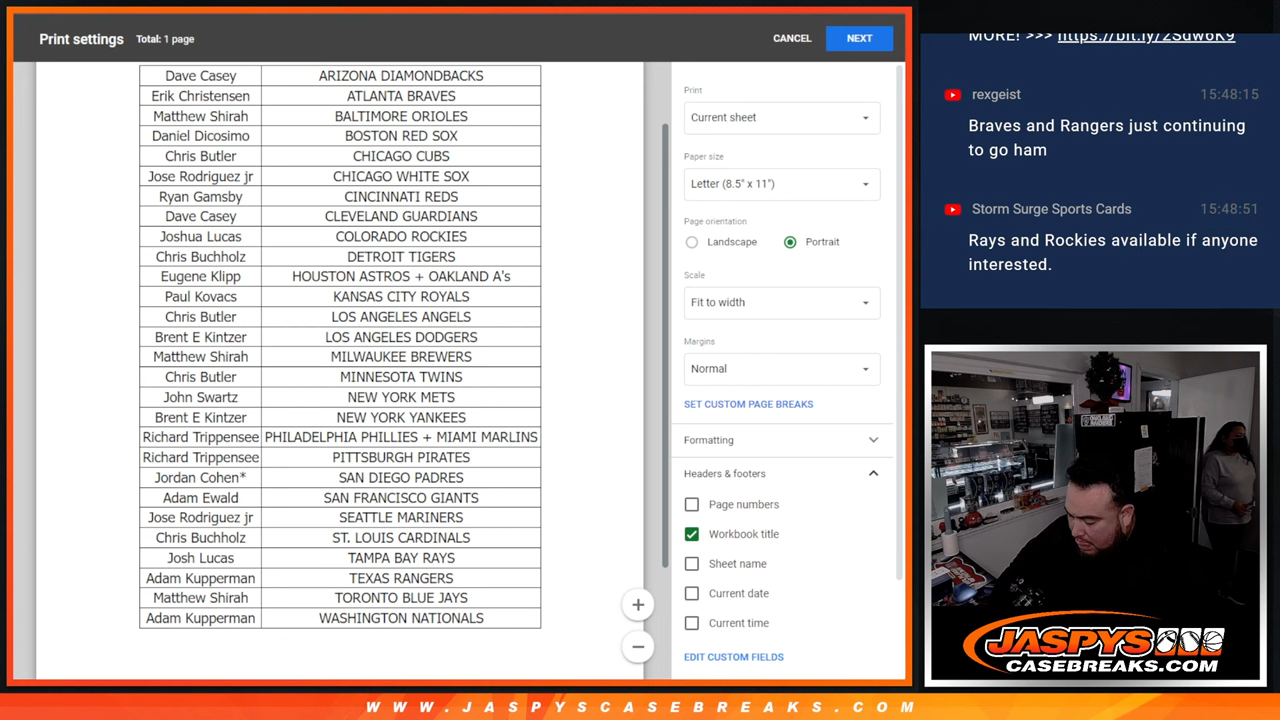 Print settings Total: 1 page CANCEL NEXT
Dave Casey ARIZONA DIAMONDBACKS
Erik Christensen ATLANTA BRAVES
Matthew Shirah BALTIMORE ORIOLES
Daniel Dicosimo BOSTON RED SOX
Chris Butler CHICAGO CUBS
Jose Rodriguez jr CHICAGO WHITE SOX
Ryan Gamsby CINCINNATI REDS
Dave Casey CLEVELAND GUARDIANS
Joshua Lucas COLORADO ROCKIES
Chris Buchholz DETROIT TIGERS
Eugene Klipp HOUSTON ASTROS + OAKLAND A's
Paul Kovacs KANSAS CITY ROYALS
Chris Butler LOS ANGELES ANGELS
Brent E Kintzer LOS ANGELES DODGERS
Matthew Shirah MILWAUKEE BREWERS
Chris Butler MINNESOTA TWINS
John Swartz NEW YORK METS
Brent E Kintzer NEW YORK YANKEES
Richard Trippensee PHILADELPHIA PHILLIES + MIAMI MARLINS
Richard Trippensee PITTSBURGH PIRATES
Jordan Cohen* SAN DIEGO PADRES
Adam Ewald SAN FRANCISCO GIANTS
Jose Rodriguez jr SEATTLE MARINERS
Chris Buchholz ST. LOUIS CARDINALS
Josh Lucas TAMPA BAY RAYS
Adam Kupperman TEXAS RANGERS
Matthew Shirah TORONTO BLUE JAYS
Adam Kupperman WASHINGTON NATIONALS
Print
Current sheet
Paper size
Letter (8.5" x 11")
Page orientation
Landscape Portrait
Scale
Fit to width
Margins
Normal
SET CUSTOM PAGE BREAKS
Formatting
Headers & footers
Page numbers
Workbook title
Sheet name
Current date
Current time
EDIT CUSTOM FIELDS
MORE! >>> https://bit.ly/2Sdw6K9
rexgeist 15:48:15
Braves and Rangers just continuing
to go ham
Storm Surge Sports Cards 15:48:51
Rays and Rockies available if anyone
interested.
JASPYS
CASEBREAKS.COM
WWW.JASPYSCASEBREAKS.COM